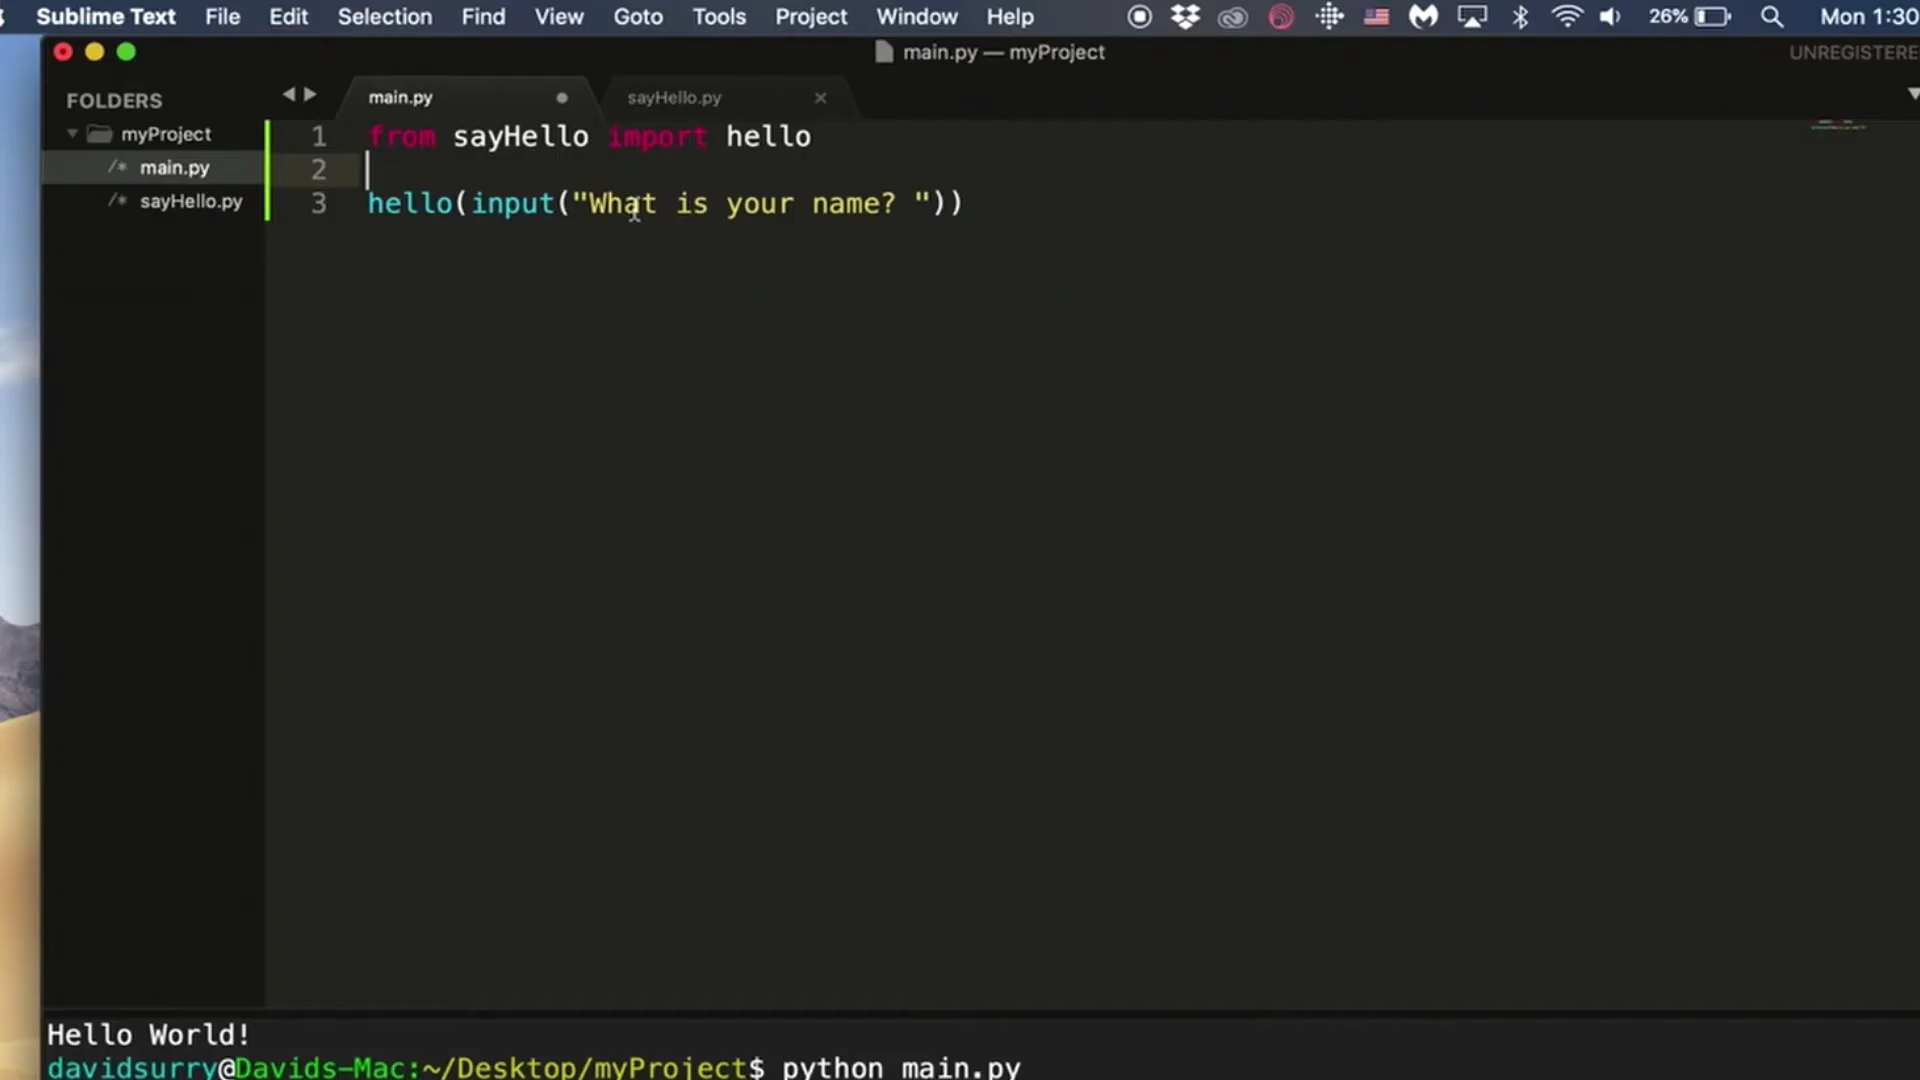 Sublime Text File Edit Selection Find View Goto Tools Project Window Help 26% Mon 1:30
main.py — myProject UNREGISTERE
FOLDERS
myProject
/* main.py
/* sayHello.py
main.py sayHello.py
1 from sayHello import hello
2
3 hello(input("What is your name? "))
Hello World!
davidsurry@Davids-Mac:~/Desktop/myProject$ python main.py